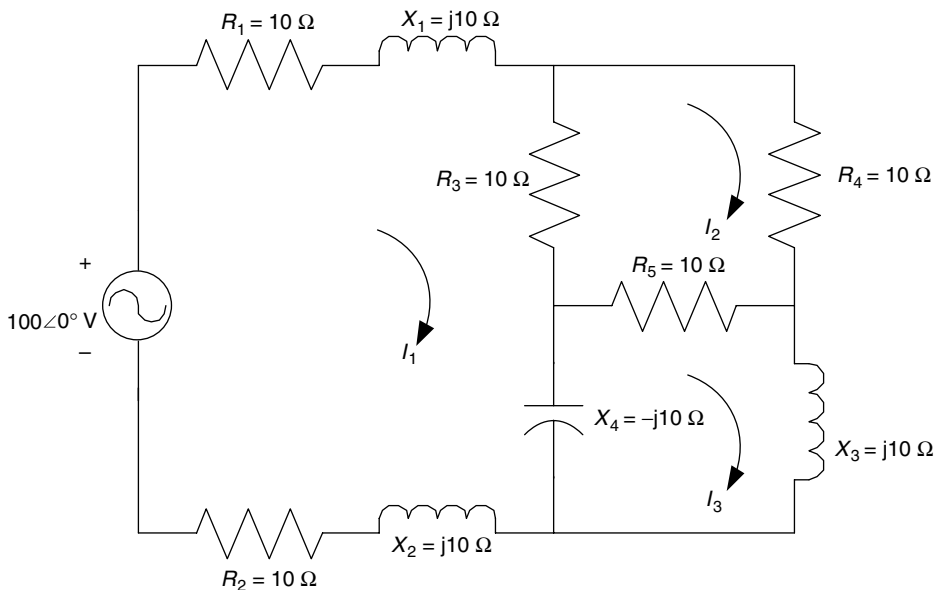 R1 = 10 Ω
X1 = j10 Ω
R3 = 10 Ω
R4 = 10 Ω
I2
R5 = 10 Ω
+
100∠0° V
–
I1
X4 = –j10 Ω
X3 = j10 Ω
I3
X2 = j10 Ω
R2 = 10 Ω